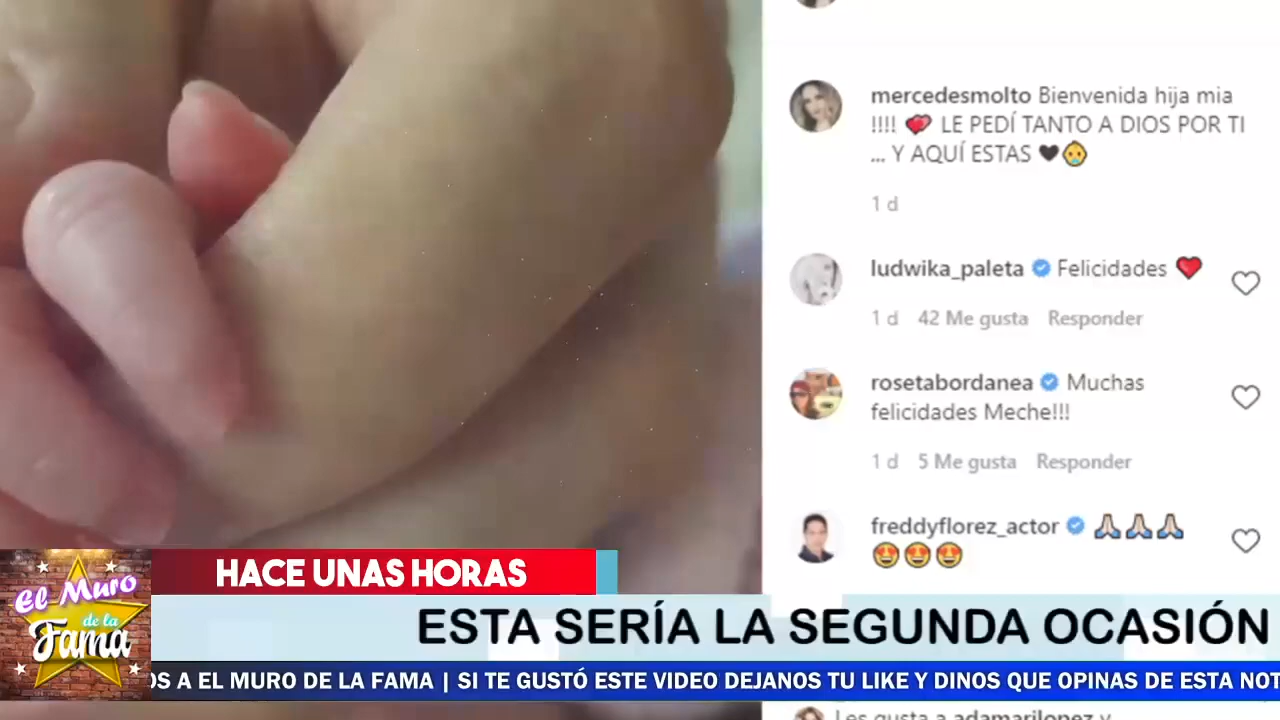 mercedesmolto Bienvenida hija mia
!!!! 💕 LE PEDÍ TANTO A DIOS POR TI
... Y AQUÍ ESTAS 🖤😢
1 d
ludwika_paleta Felicidades ❤️
1 d 42 Me gusta Responder
rosetabordanea Muchas
felicidades Meche!!!
1 d 5 Me gusta Responder
freddyflorez_actor 🙏🏻🙏🏻🙏🏻
😍😍😍
El Muro
de la
Fama
HACE UNAS HORAS
ESTA SERÍA LA SEGUNDA OCASIÓN
OS A EL MURO DE LA FAMA | SI TE GUSTÓ ESTE VIDEO DEJANOS TU LIKE Y DINOS QUE OPINAS DE ESTA NOT
Les gusta a adamarilopez y